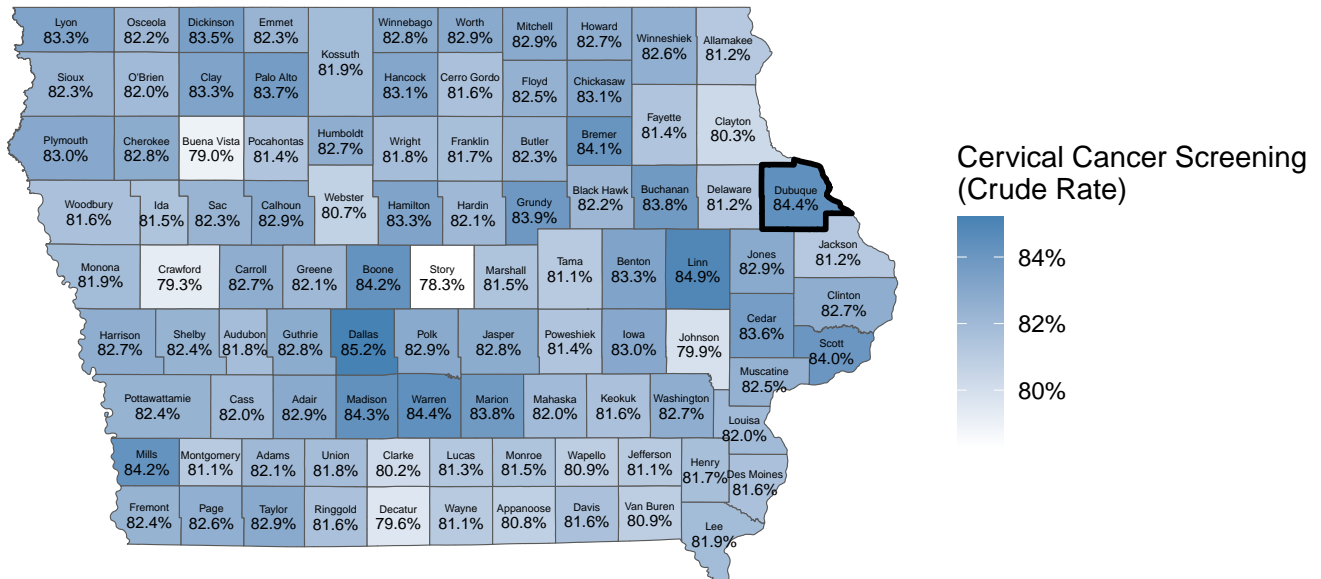 Lyon
83.3%
Osceola
82.2%
Dickinson
83.5%
Emmet
82.3%
Kossuth
81.9%
Winnebago
82.8%
Worth
82.9%
Mitchell
82.9%
Howard
82.7%
Winneshiek
82.6%
Allamakee
81.2%
Sioux
82.3%
O'Brien
82.0%
Clay
83.3%
Palo Alto
83.7%
Hancock
83.1%
Cerro Gordo
81.6%
Floyd
82.5%
Chickasaw
83.1%
Fayette
81.4%
Clayton
80.3%
Plymouth
83.0%
Cherokee
82.8%
Buena Vista
79.0%
Pocahontas
81.4%
Humboldt
82.7%
Wright
81.8%
Franklin
81.7%
Butler
82.3%
Bremer
84.1%
Woodbury
81.6%
Ida
81.5%
Sac
82.3%
Calhoun
82.9%
Webster
80.7%
Hamilton
83.3%
Hardin
82.1%
Grundy
83.9%
Black Hawk
82.2%
Buchanan
83.8%
Delaware
81.2%
Dubuque
84.4%
Monona
81.9%
Crawford
79.3%
Carroll
82.7%
Greene
82.1%
Boone
84.2%
Story
78.3%
Marshall
81.5%
Tama
81.1%
Benton
83.3%
Linn
84.9%
Jones
82.9%
Jackson
81.2%
Clinton
82.7%
Harrison
82.7%
Shelby
82.4%
Audubon
81.8%
Guthrie
82.8%
Dallas
85.2%
Polk
82.9%
Jasper
82.8%
Poweshiek
81.4%
Iowa
83.0%
Johnson
79.9%
Cedar
83.6%
Scott
84.0%
Muscatine
82.5%
Pottawattamie
82.4%
Cass
82.0%
Adair
82.9%
Madison
84.3%
Warren
84.4%
Marion
83.8%
Mahaska
82.0%
Keokuk
81.6%
Washington
82.7%
Louisa
82.0%
Mills
84.2%
Montgomery
81.1%
Adams
82.1%
Union
81.8%
Clarke
80.2%
Lucas
81.3%
Monroe
81.5%
Wapello
80.9%
Jefferson
81.1%
Henry
81.7%
Des Moines
81.6%
Fremont
82.4%
Page
82.6%
Taylor
82.9%
Ringgold
81.6%
Decatur
79.6%
Wayne
81.1%
Appanoose
80.8%
Davis
81.6%
Van Buren
80.9%
Lee
81.9%
Cervical Cancer Screening
(Crude Rate)
84%
82%
80%